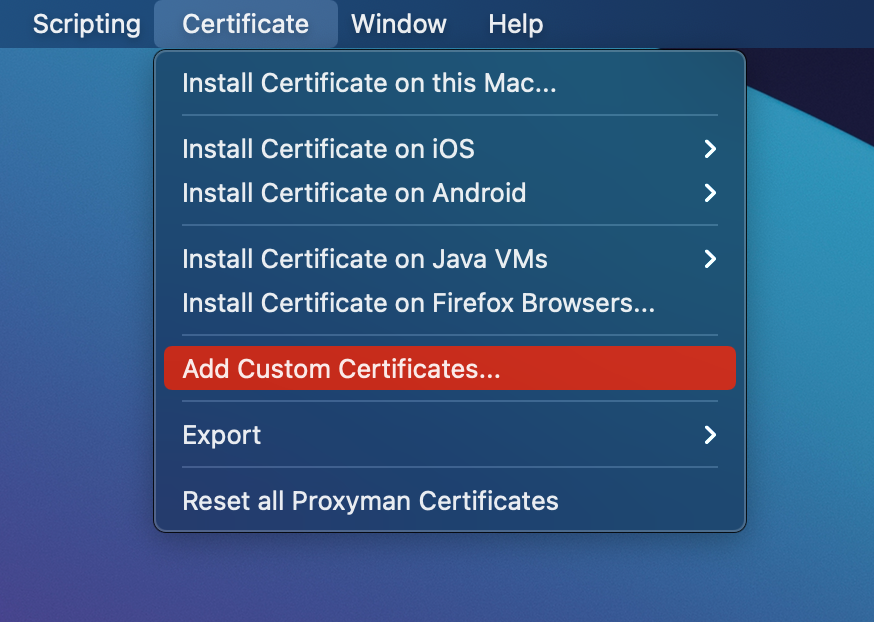 Scripting Certificate Window Help
Install Certificate on this Mac...
Install Certificate on iOS
Install Certificate on Android
Install Certificate on Java VMs
Install Certificate on Firefox Browsers...
Add Custom Certificates...
Export
Reset all Proxyman Certificates